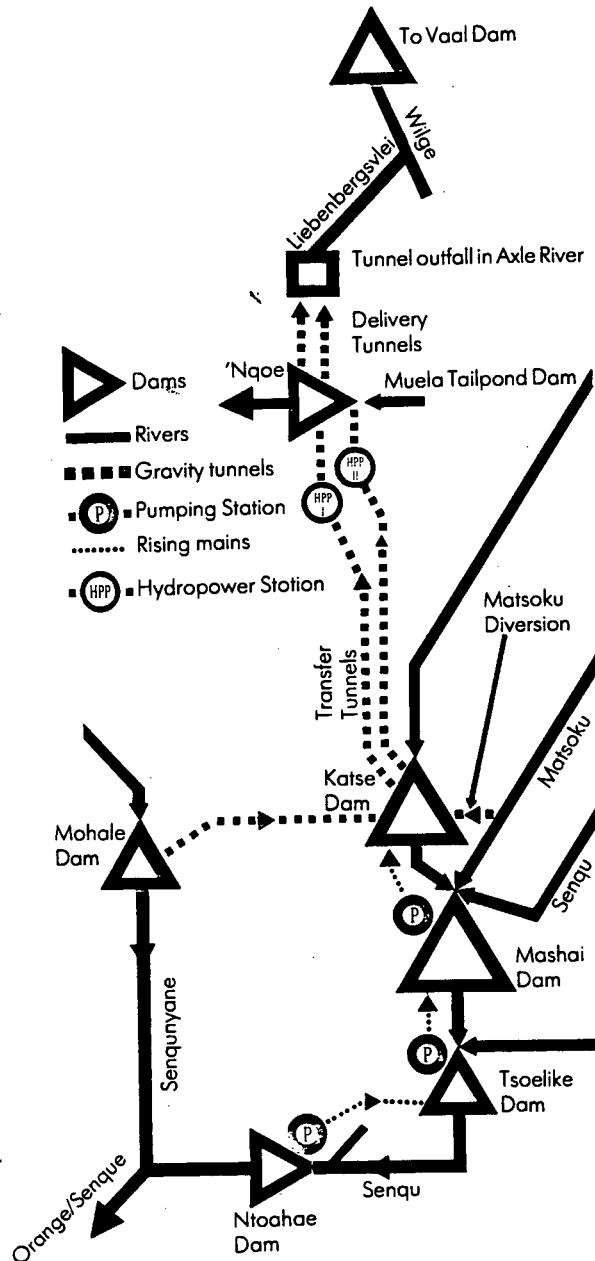 To Vaal Dam
Wilge
Liebenbergsvlei
Tunnel outfall in Axle River
Delivery
Tunnels
'Nqoe
Muela Tailpond Dam
Dams
Rivers
Gravity tunnels
P
Pumping Station
Rising mains
HPP
Hydropower Station
HPP
II
HPP
I
Transfer
Tunnels
Matsoku
Diversion
Matsoku
Katse
Dam
Mohale
Dam
Senqu
P
Mashai
Dam
Senqunyane
P
Tsoelike
Dam
P
Senqu
Ntoahae
Dam
Orange/Senque